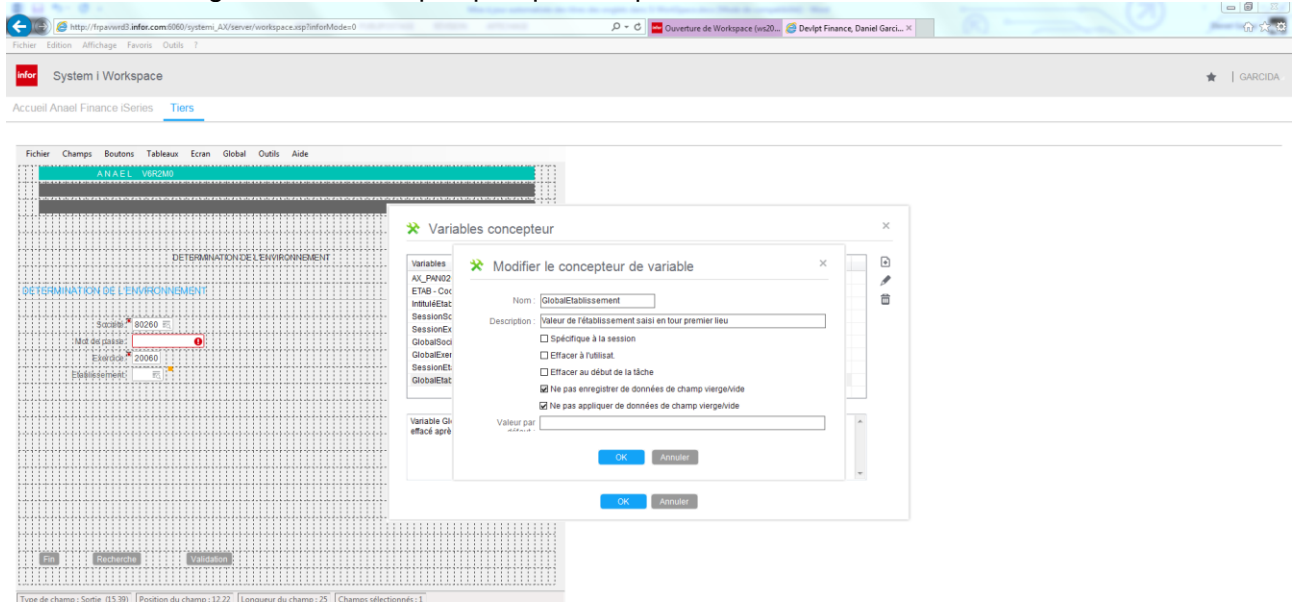 http://frpaviwrd3.infor.com:6060/systemi_AX/server/workspace.xsp?inforMode=0
Ouverture de Workspace (ws20...
Devlpt Finance, Daniel Garci... ×
Fichier Edition Affichage Favoris Outils ?
infor System i Workspace
GARCIDA
Accueil Anael Finance iSeries Tiers
Fichier Champs Boutons Tableaux Ecran Global Outils Aide
A N A E L V6R2M0
DETERMINATION DE L'ENVIRONNEMENT
DETERMINATION DE L'ENVIRONNEMENT
Société: 80260
Mot de passe:
Exercice: 20060
Etablissement:
Fin Recherche Validation
Type de champ : Sortie (15,39) Position du champ : 12,22 Longueur du champ : 25 Champs sélectionnés : 1
Variables concepteur ×
Variables
AX_PAN02
ETAB - Coc
IntituléEtat
SessionSc
SessionEx
GlobalSoci
GlobalExer
SessionEt
GlobalEtat
Variable Gl
effacé aprè
Modifier le concepteur de variable ×
Nom : GlobalEtablissement
Description : Valeur de l'établissement saisi en tour premier lieu
Spécifique à la session
Effacer à l'utilisat.
Effacer au début de la tâche
Ne pas enregistrer de données de champ vierge/vide
Ne pas appliquer de données de champ vierge/vide
Valeur par
défaut :
OK Annuler
OK Annuler